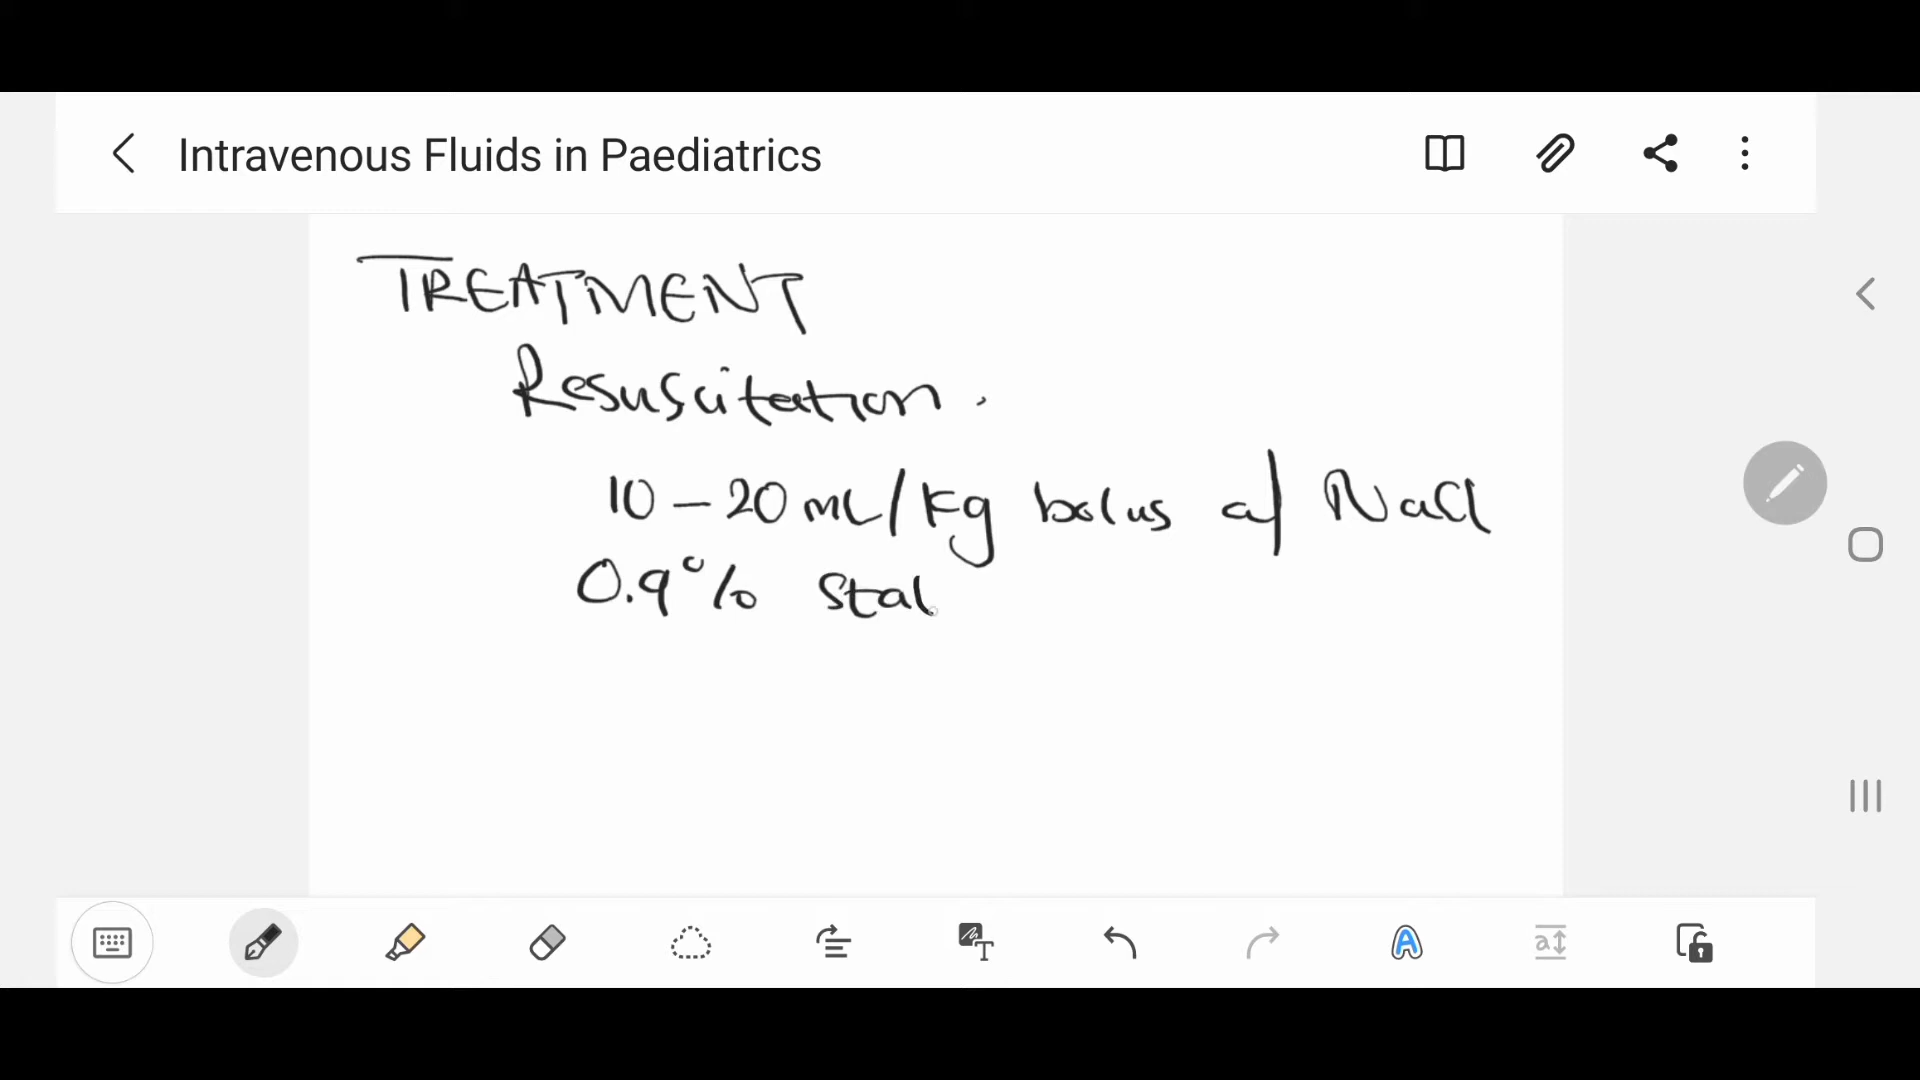 Intravenous Fluids in Paediatrics
TREATMENT
Resuscitation.
10 - 20 mL/kg bolus of NaCl
0.9% Stat